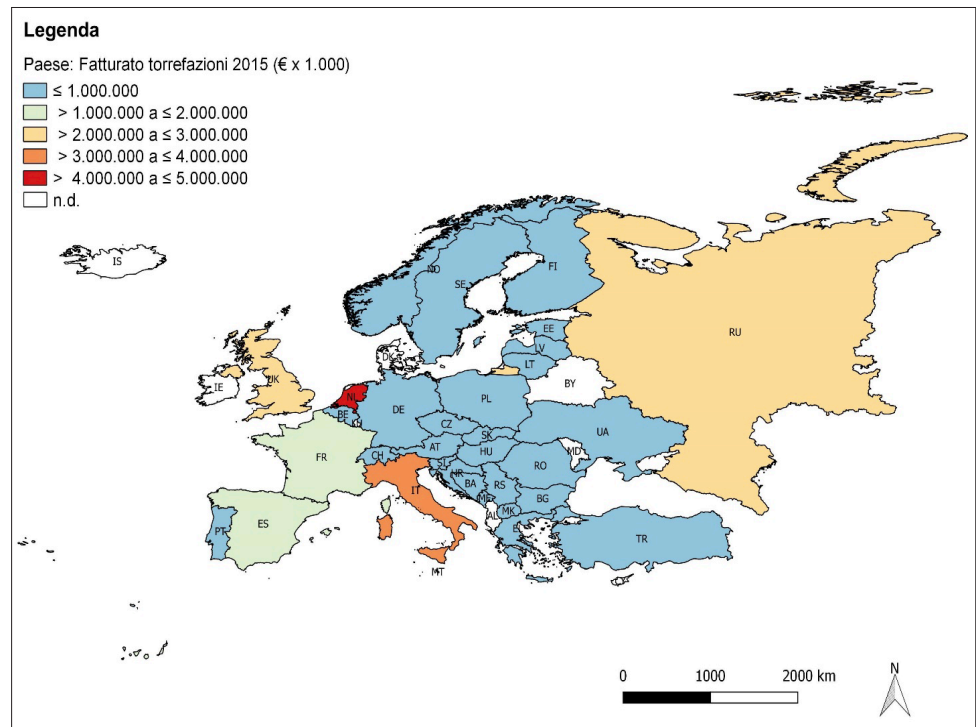 Legenda
Paese: Fatturato torrefazioni 2015 (€ x 1.000)
≤ 1.000.000
> 1.000.000 a ≤ 2.000.000
> 2.000.000 a ≤ 3.000.000
> 3.000.000 a ≤ 4.000.000
> 4.000.000 a ≤ 5.000.000
n.d.
IS
NO
SE
FI
RU
EE
LV
LT
DK
BY
IE
UK
NL
BE
DE
PL
CZ
SK
UA
FR
CH
AT
HU
MD
RO
IT
HR
BA
RS
BG
ME
MK
AL
PT
ES
TR
MT
0 1000 2000 km
N